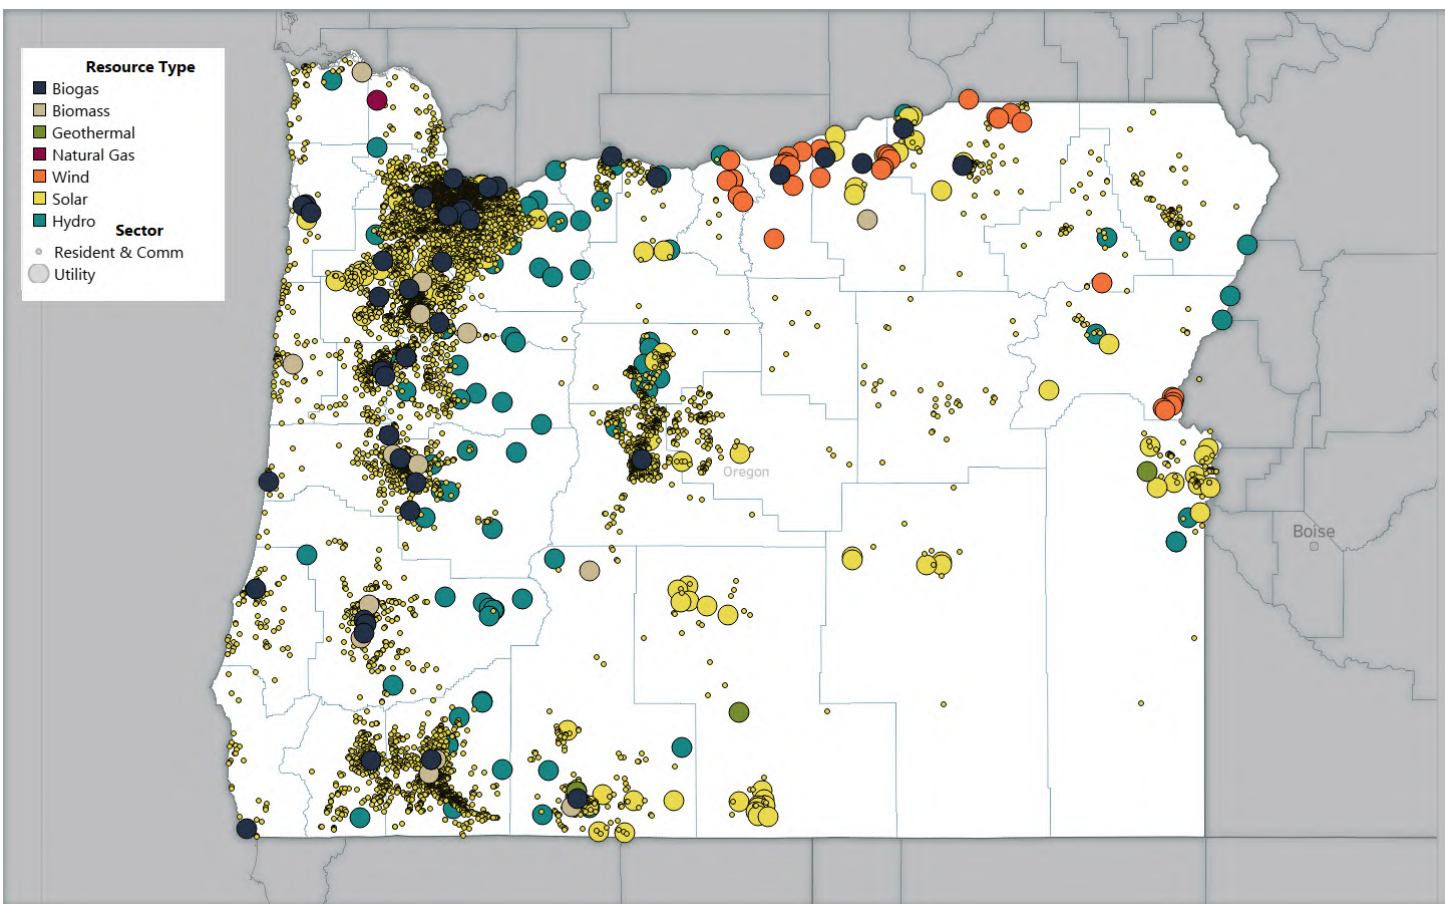 Resource Type
Biogas
Biomass
Geothermal
Natural Gas
Wind
Solar
Hydro
Sector
Resident & Comm
Utility
Oregon
Boise